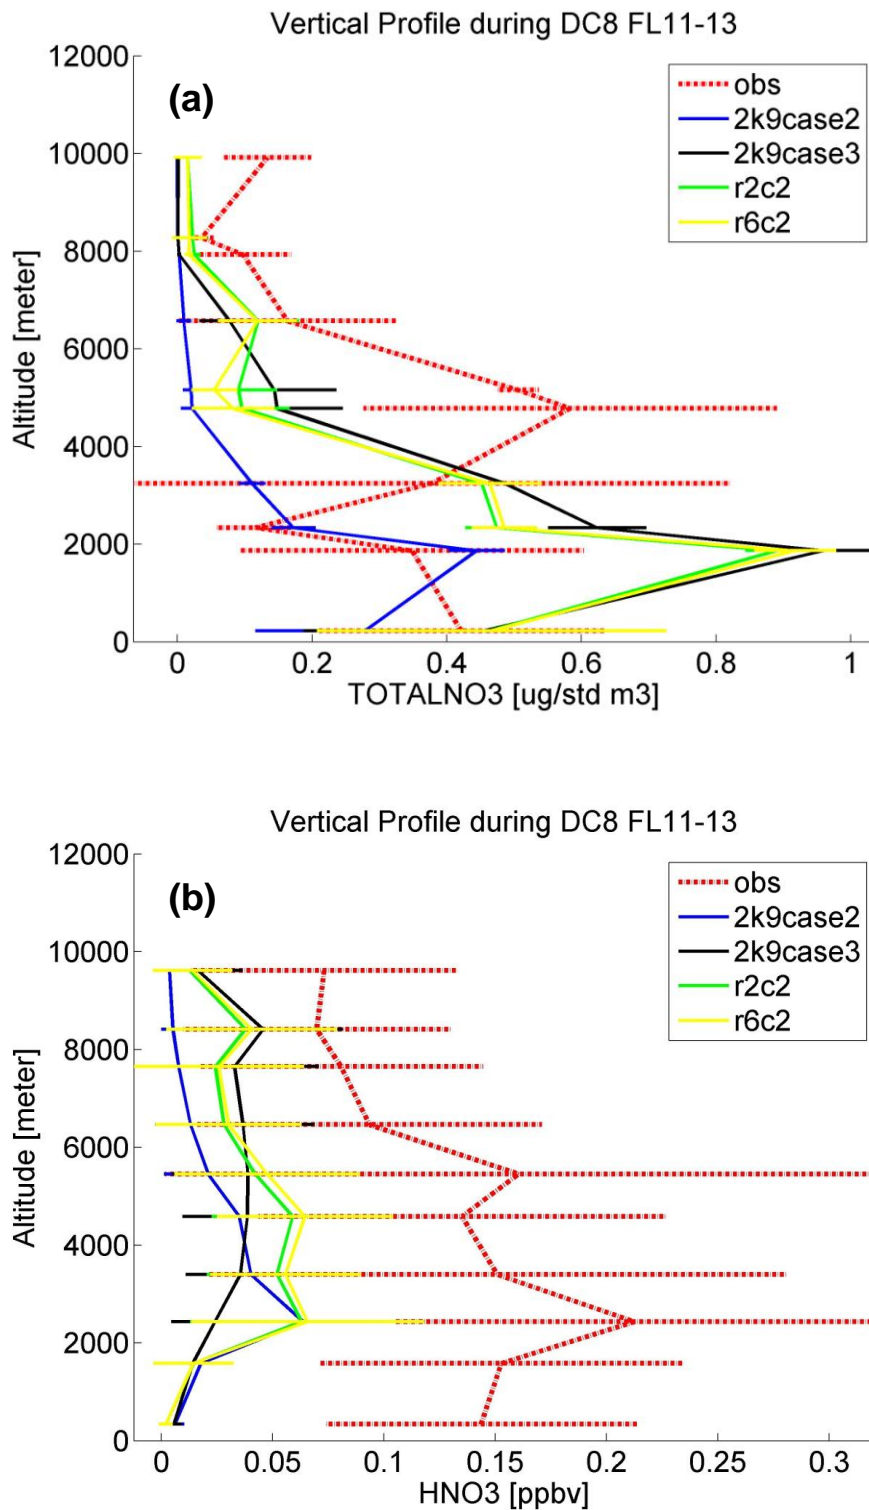 Vertical Profile during DC8 FL11-13
12000
10000
8000
6000
4000
2000
0
Altitude [meter]
(a)
obs
2k9case2
2k9case3
r2c2
r6c2
0 0.2 0.4 0.6 0.8 1
TOTALNO3 [ug/std m3]
Vertical Profile during DC8 FL11-13
12000
10000
8000
6000
4000
2000
0
Altitude [meter]
(b)
obs
2k9case2
2k9case3
r2c2
r6c2
0 0.05 0.1 0.15 0.2 0.25 0.3
HNO3 [ppbv]